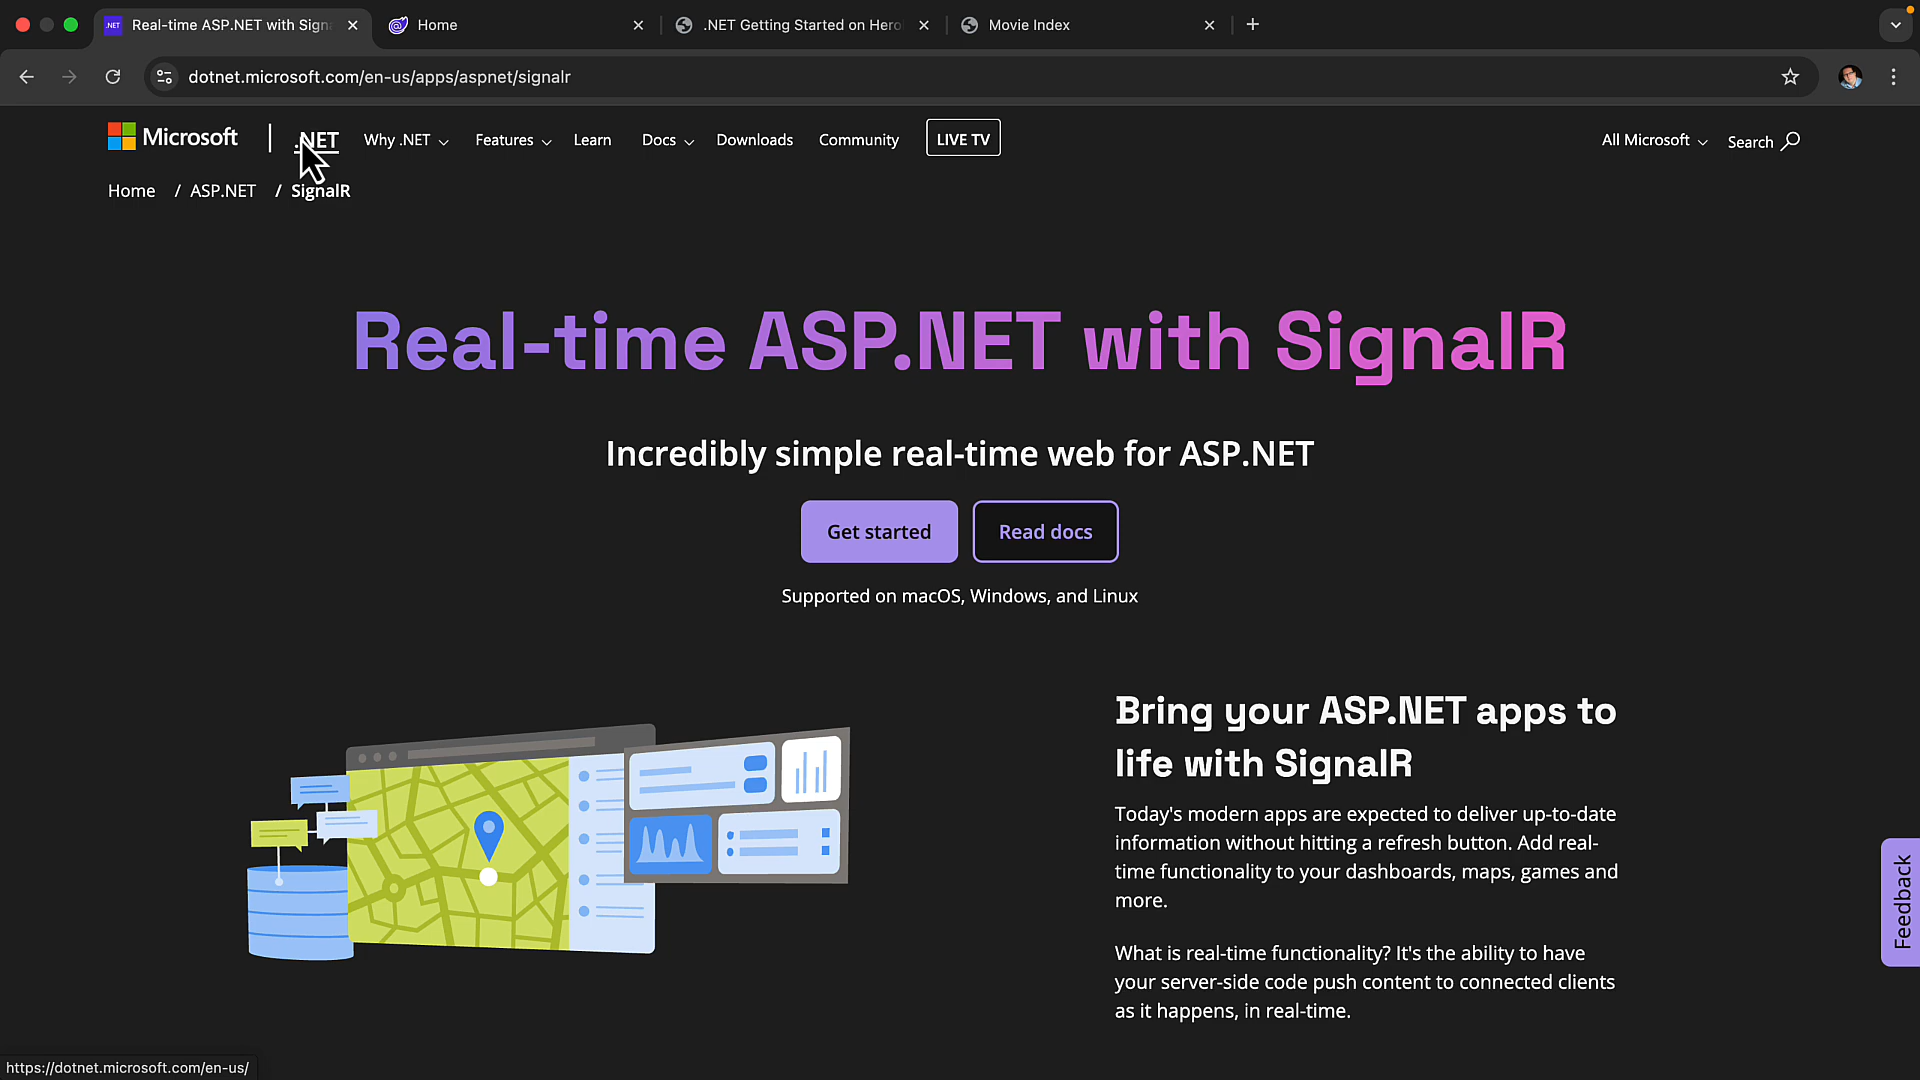 .NET Real-time ASP.NET with Signa
Home
.NET Getting Started on Hero
Movie Index
dotnet.microsoft.com/en-us/apps/aspnet/signalr
Microsoft
.NET
Why .NET
Features
Learn
Docs
Downloads
Community
LIVE TV
All Microsoft
Search
Home / ASP.NET / SignalR
Real-time ASP.NET with SignalR
Incredibly simple real-time web for ASP.NET
Get started
Read docs
Supported on macOS, Windows, and Linux
Bring your ASP.NET apps to
life with SignalR
Today's modern apps are expected to deliver up-to-date
information without hitting a refresh button. Add real-
time functionality to your dashboards, maps, games and
more.
What is real-time functionality? It's the ability to have
your server-side code push content to connected clients
as it happens, in real-time.
Feedback
https://dotnet.microsoft.com/en-us/